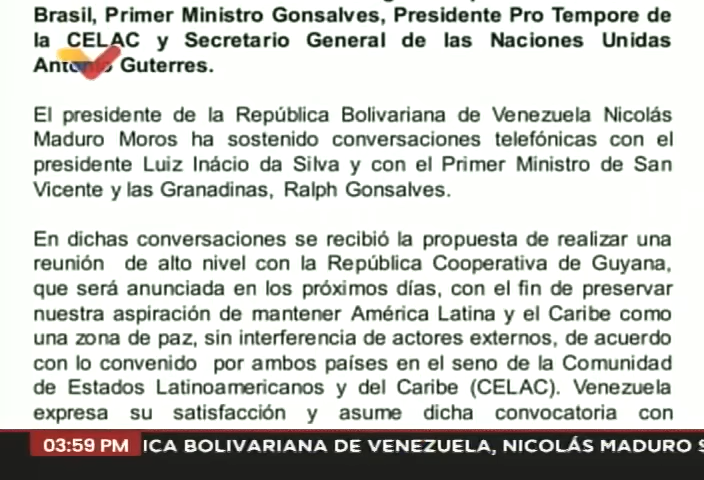 Brasil, Primer Ministro Gonsalves, Presidente Pro Tempore de
la CELAC y Secretario General de las Naciones Unidas
Antonio Guterres.
El presidente de la República Bolivariana de Venezuela Nicolás
Maduro Moros ha sostenido conversaciones telefónicas con el
presidente Luiz Inácio da Silva y con el Primer Ministro de San
Vicente y las Granadinas, Ralph Gonsalves.
En dichas conversaciones se recibió la propuesta de realizar una
reunión de alto nivel con la República Cooperativa de Guyana,
que será anunciada en los próximos días, con el fin de preservar
nuestra aspiración de mantener América Latina y el Caribe como
una zona de paz, sin interferencia de actores externos, de acuerdo
con lo convenido por ambos países en el seno de la Comunidad
de Estados Latinoamericanos y del Caribe (CELAC). Venezuela
expresa su satisfacción y asume dicha convocatoria con
03:59 PM ICA BOLIVARIANA DE VENEZUELA, NICOLÁS MADURO S